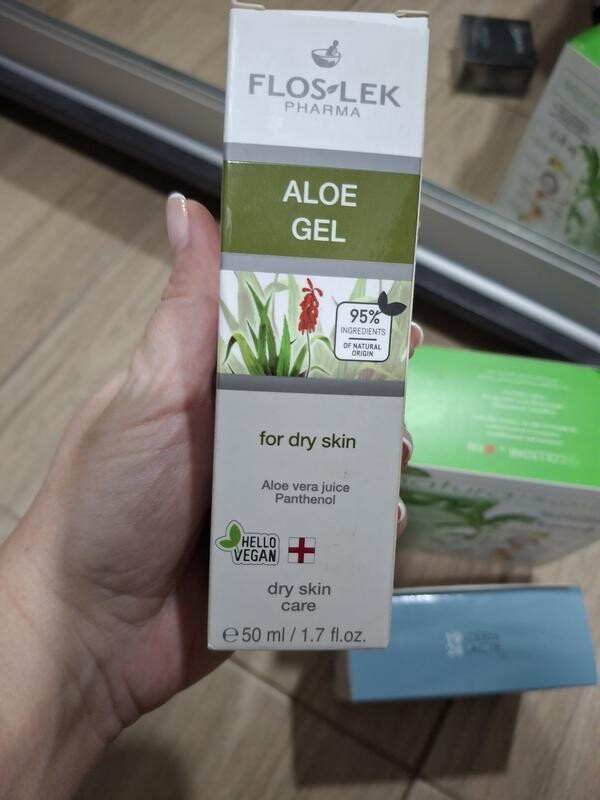 FLOS-LEK
PHARMA
ALOE
GEL
95%
INGREDIENTS
OF NATURAL
ORIGIN
for dry skin
Aloe vera juice
Panthenol
HELLO
VEGAN
dry skin
care
℮ 50 ml / 1.7 fl.oz.
COLLISTAR